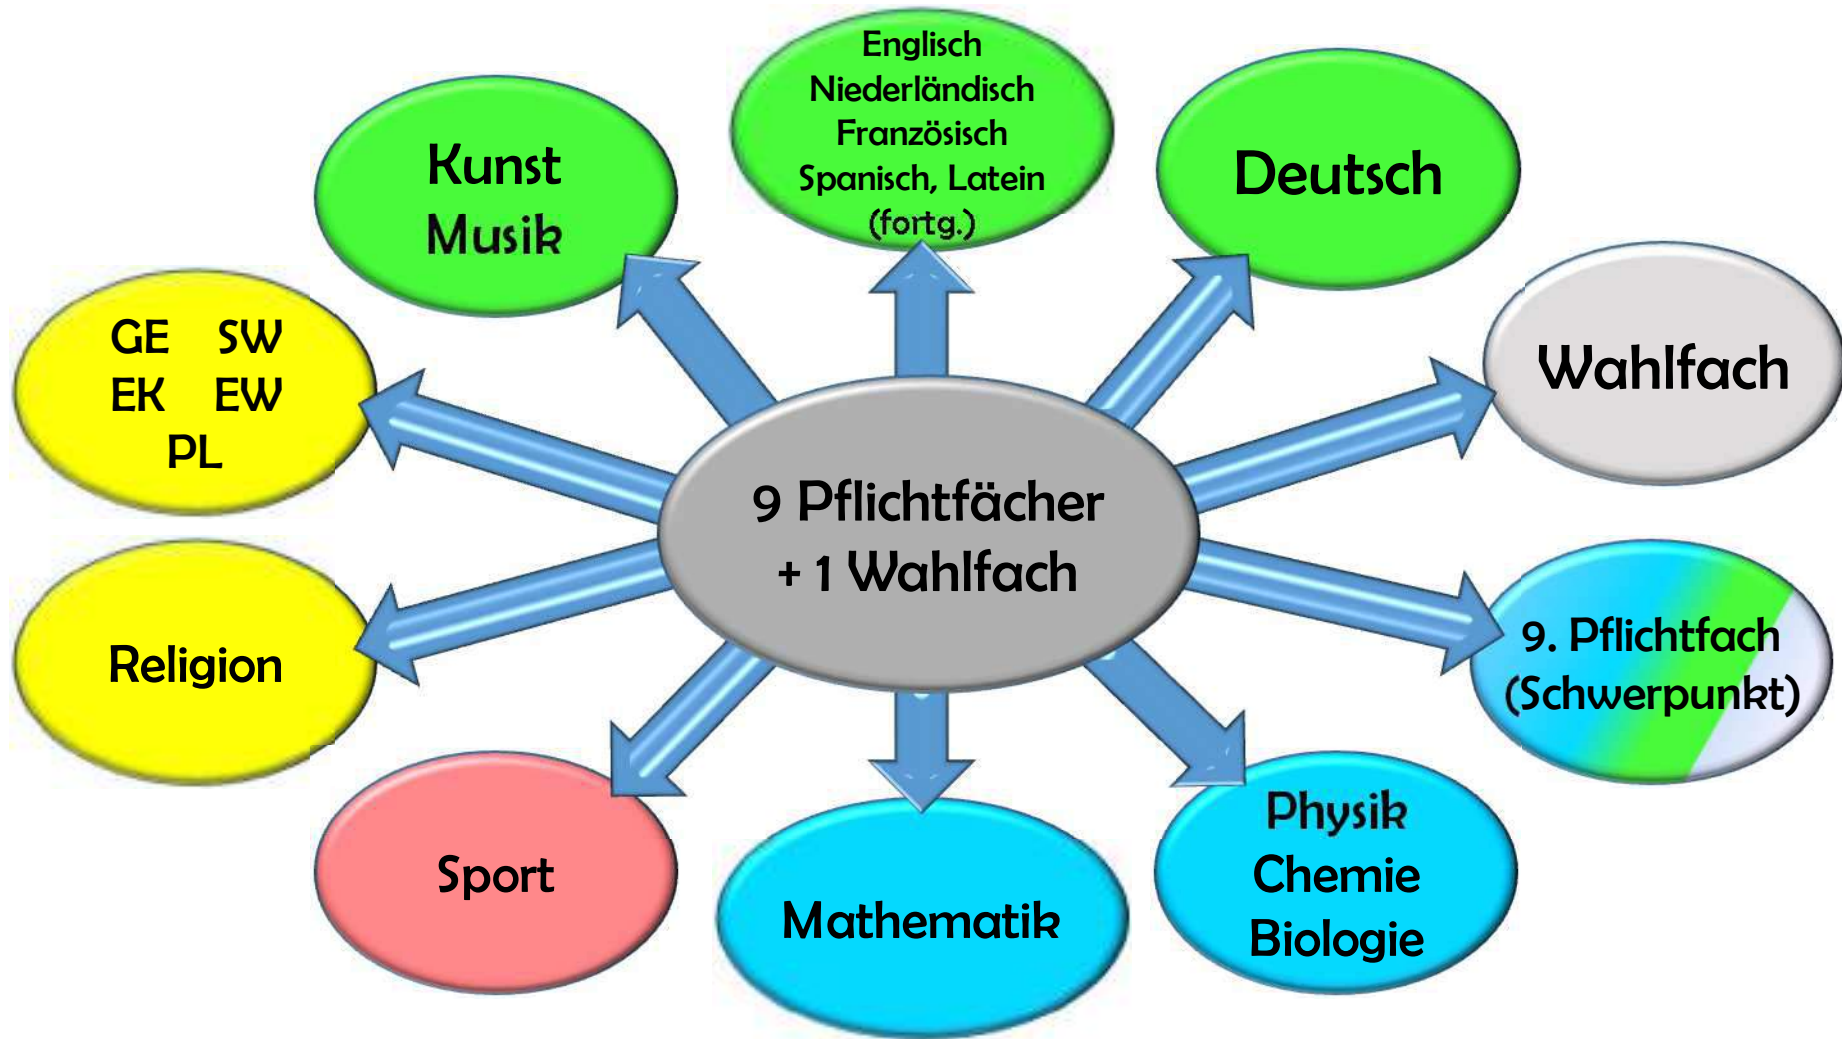 Englisch
Niederländisch
Französisch
Spanisch, Latein
(fortg.)
Deutsch
Wahlfach
9. Pflichtfach
(Schwerpunkt)
Physik
Chemie
Biologie
Mathematik
Sport
Religion
GE SW
EK EW
PL
Kunst
Musik
9 Pflichtfächer
+ 1 Wahlfach